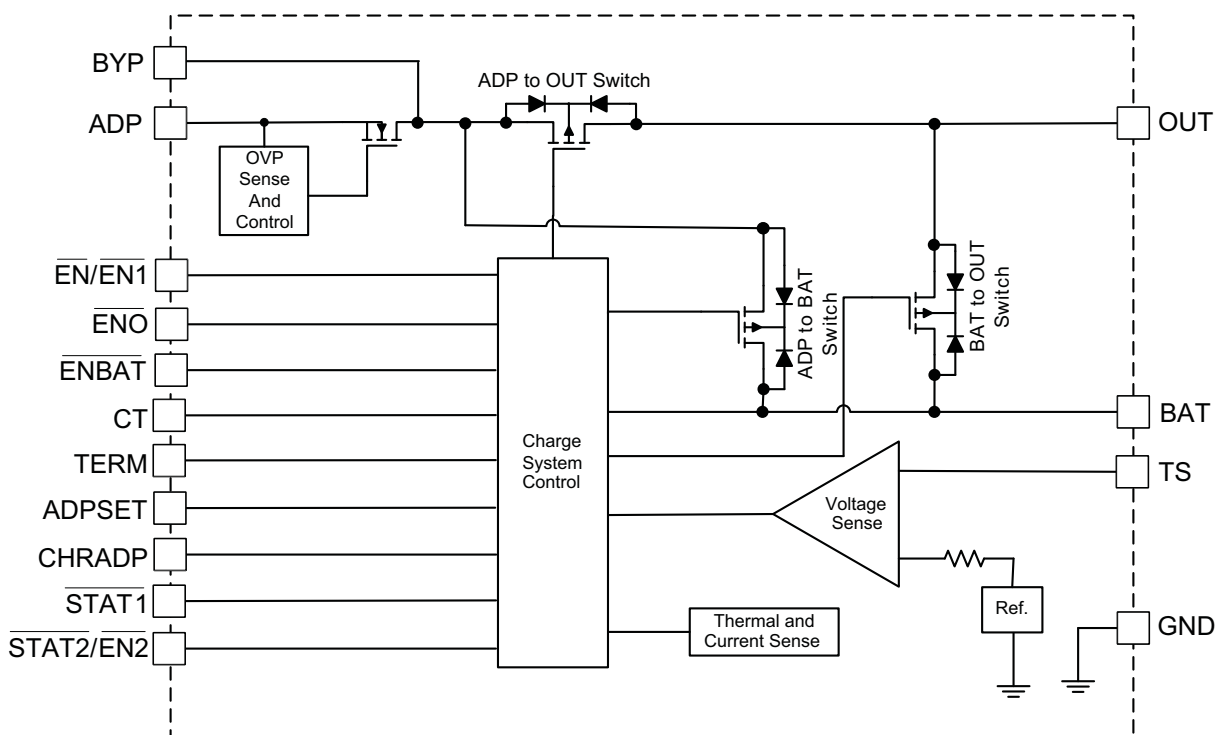 BYP
ADP to OUT Switch
ADP
OUT
OVP
Sense
And
Control
EN/EN1
ADP to BAT
Switch
BAT to OUT
Switch
ENO
ENBAT
CT
BAT
Charge
System
Control
TERM
TS
ADPSET
Voltage
Sense
CHRADP
STAT1
Ref.
Thermal and
Current Sense
GND
STAT2/EN2